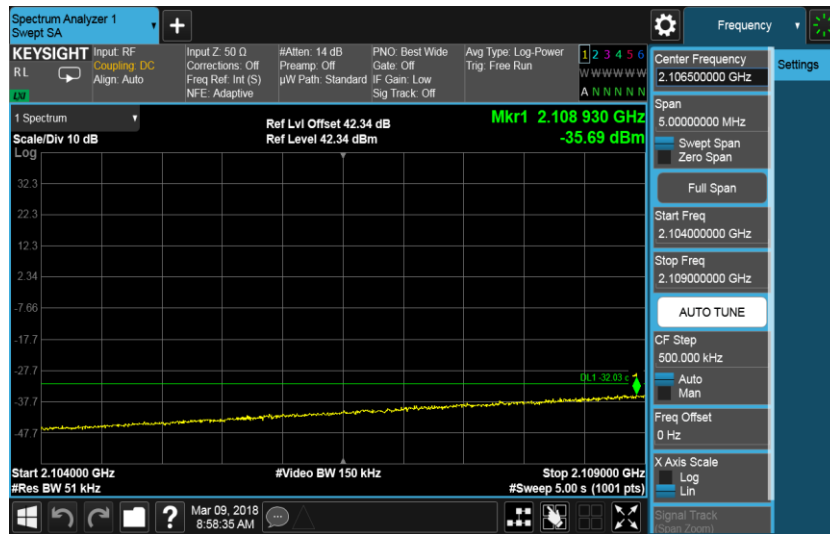 Spectrum Analyzer 1
Swept SA
+
Frequency
KEYSIGHT
RL
LXI
Input: RF
Coupling: DC
Align: Auto
Input Z: 50 Ω
Corrections: Off
Freq Ref: Int (S)
NFE: Adaptive
#Atten: 14 dB
Preamp: Off
µW Path: Standard
PNO: Best Wide
Gate: Off
IF Gain: Low
Sig Track: Off
Avg Type: Log-Power
Trig: Free Run
1 2 3 4 5 6
W W W W W W
A N N N N N
1 Spectrum
Scale/Div 10 dB
Log
Ref Lvl Offset 42.34 dB
Ref Level 42.34 dBm
Mkr1 2.108 930 GHz
-35.69 dBm
32.3
22.3
12.3
2.34
-7.66
-17.7
-27.7
-37.7
-47.7
1
Start 2.104000 GHz
#Res BW 51 kHz
#Video BW 150 kHz
Stop 2.109000 GHz
#Sweep 5.00 s (1001 pts)
?
Mar 09, 2018
8:58:35 AM
Center Frequency
2.106500000 GHz
Span
5.00000000 MHz
Swept Span
Zero Span
Full Span
Start Freq
2.104000000 GHz
Stop Freq
2.109000000 GHz
AUTO TUNE
CF Step
500.000 kHz
Auto
Man
Freq Offset
0 Hz
X Axis Scale
Log
Lin
Signal Track
(Span Zoom)
Settings